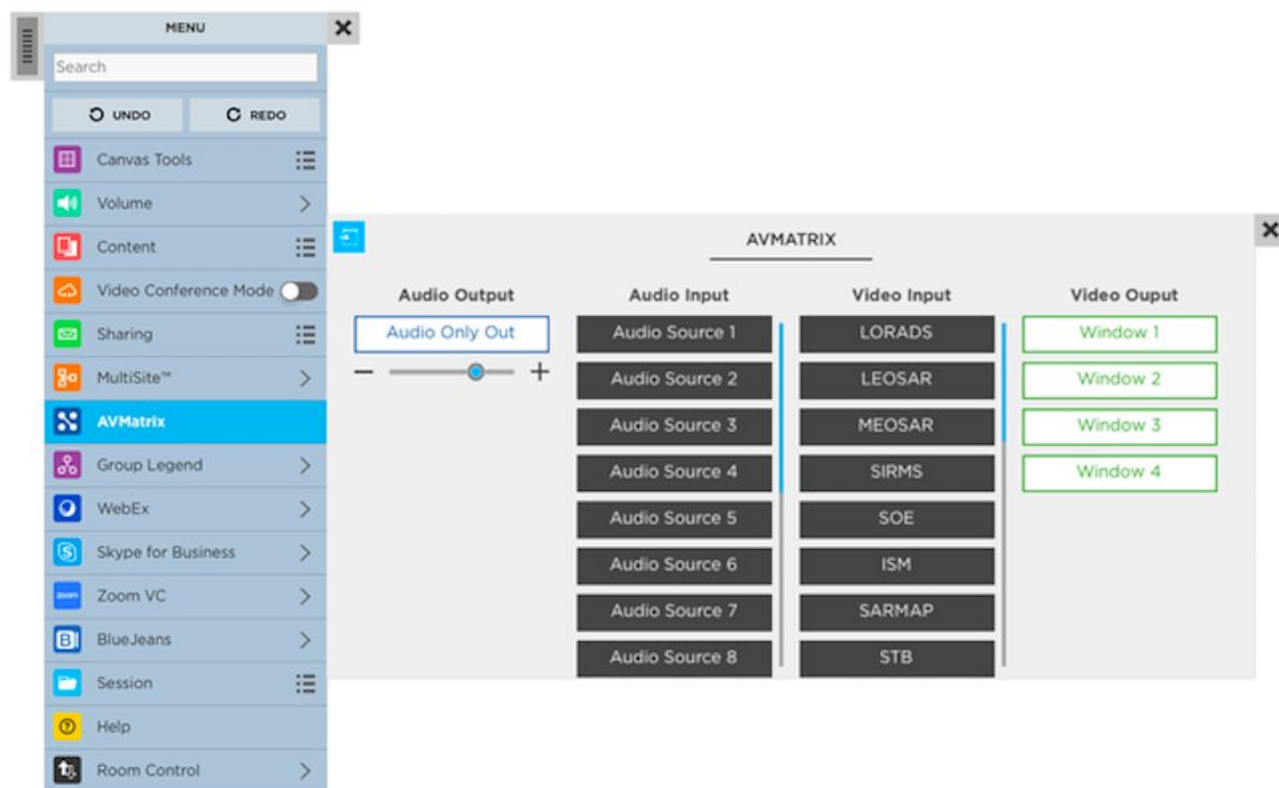 MENU
Search
UNDO REDO
Canvas Tools
Volume
Content
Video Conference Mode
Sharing
MultiSite™
AVMatrix
Group Legend
WebEx
Skype for Business
zoom Zoom VC
BlueJeans
Session
Help
Room Control
AVMATRIX
Audio Output Audio Input Video Input Video Ouput
Audio Only Out Audio Source 1 LORADS Window 1
Audio Source 2 LEOSAR Window 2
Audio Source 3 MEOSAR Window 3
Audio Source 4 SIRMS Window 4
Audio Source 5 SOE
Audio Source 6 ISM
Audio Source 7 SARMAP
Audio Source 8 STB